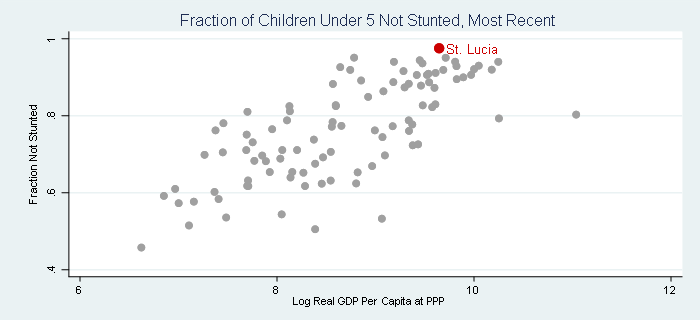 Fraction of Children Under 5 Not Stunted, Most Recent
1
.8
.6
.4
Fraction Not Stunted
St. Lucia
6 8 10 12
Log Real GDP Per Capita at PPP